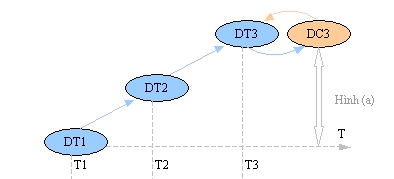 DT3 DC3
DT2
Hình (a)
DT1 T
T1 T2 T3